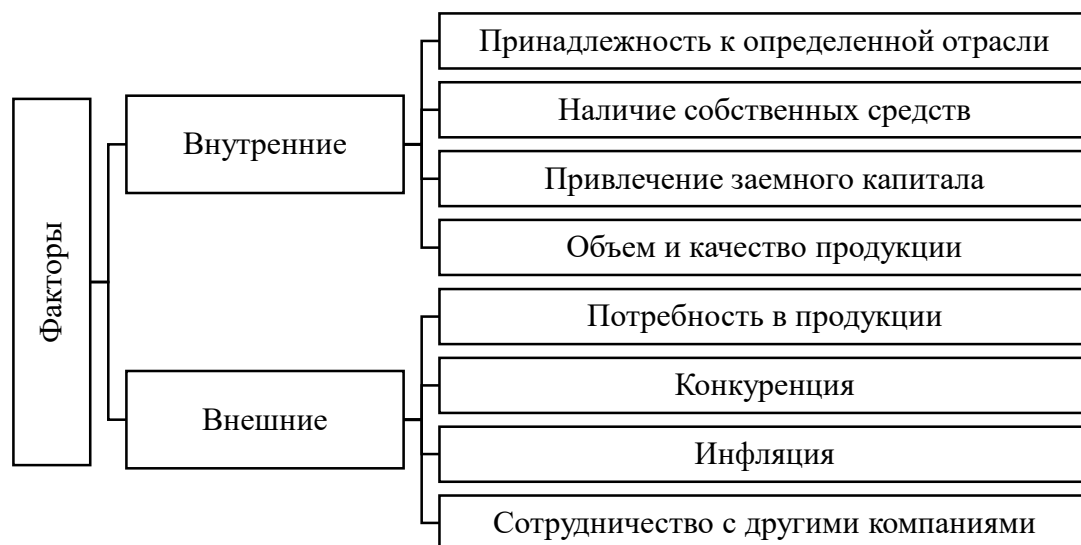 Факторы
Внутренние
Принадлежность к определенной отрасли
Наличие собственных средств
Привлечение заемного капитала
Объем и качество продукции
Внешние
Потребность в продукции
Конкуренция
Инфляция
Сотрудничество с другими компаниями